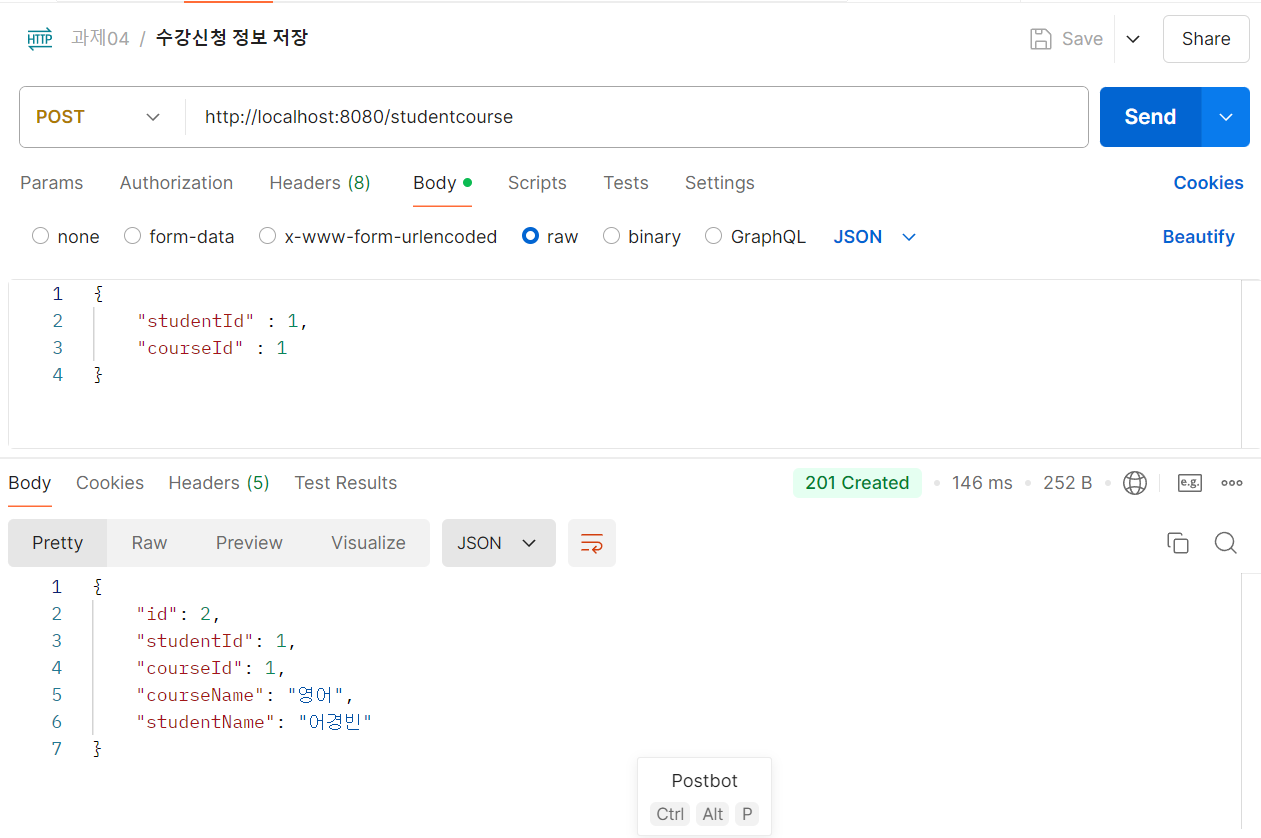 HTTP 과제04 / 수강신청 정보 저장 Save Share
POST http://localhost:8080/studentcourse Send
Params Authorization Headers (8) Body Scripts Tests Settings Cookies
none form-data x-www-form-urlencoded raw binary GraphQL JSON Beautify
1 {
2 "studentId" : 1,
3 "courseId" : 1
4 }
Body Cookies Headers (5) Test Results 201 Created 146 ms 252 B e.g.
Pretty Raw Preview Visualize JSON
1 {
2 "id": 2,
3 "studentId": 1,
4 "courseId": 1,
5 "courseName": "영어",
6 "studentName": "어경빈"
7 }
Postbot
Ctrl Alt P